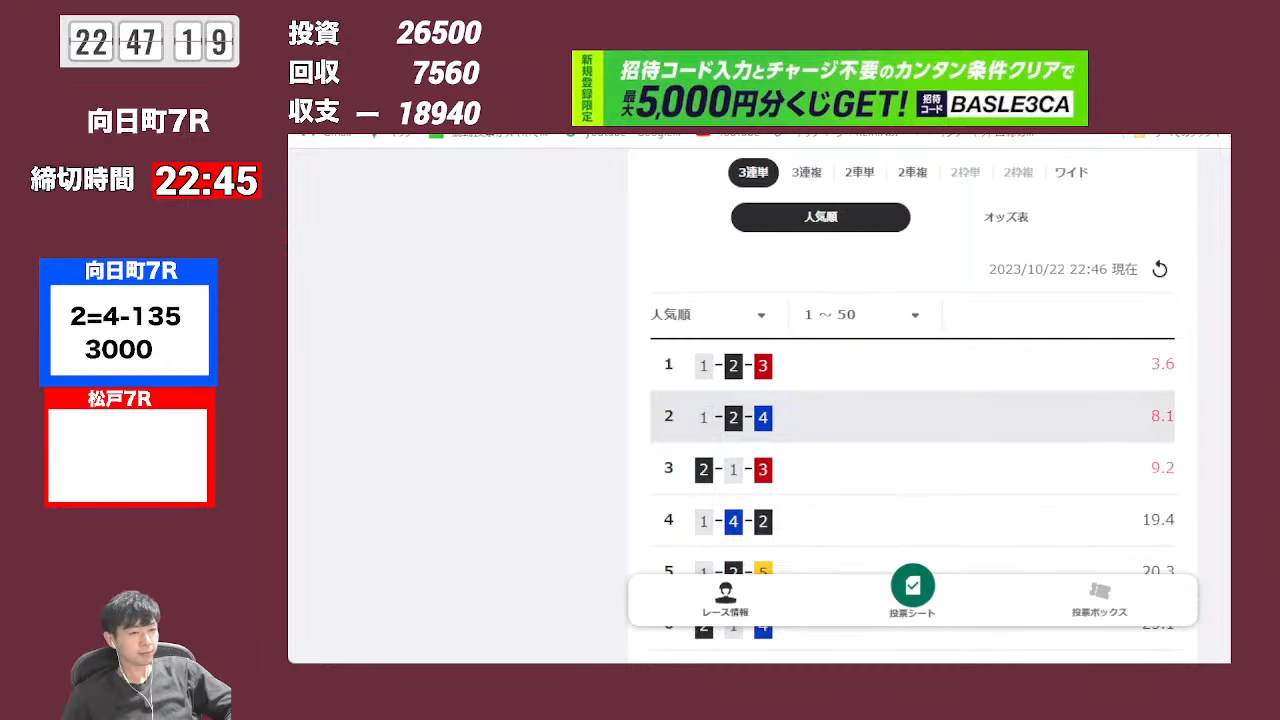 22 47 19
投資 26500
回収 7560
収支 － 18940
新規登録限定
招待コード入力とチャージ不要のカンタン条件クリアで
最大5,000円分くじGET! 招待コード BASLE3CA
向日町7R
締切時間 22:45
3連単 3連複 2車単 2車複 2枠単 2枠複 ワイド
人気順 オッズ表
2023/10/22 22:46 現在
人気順 1 ～ 50
1 1-2-3 3.6
2 1-2-4 8.1
3 2-1-3 9.2
4 1-4-2 19.4
5 1-2-5 20.3
2 1 4
レース情報 投票シート 投票ボックス
向日町7R
2=4-135
3000
松戸7R